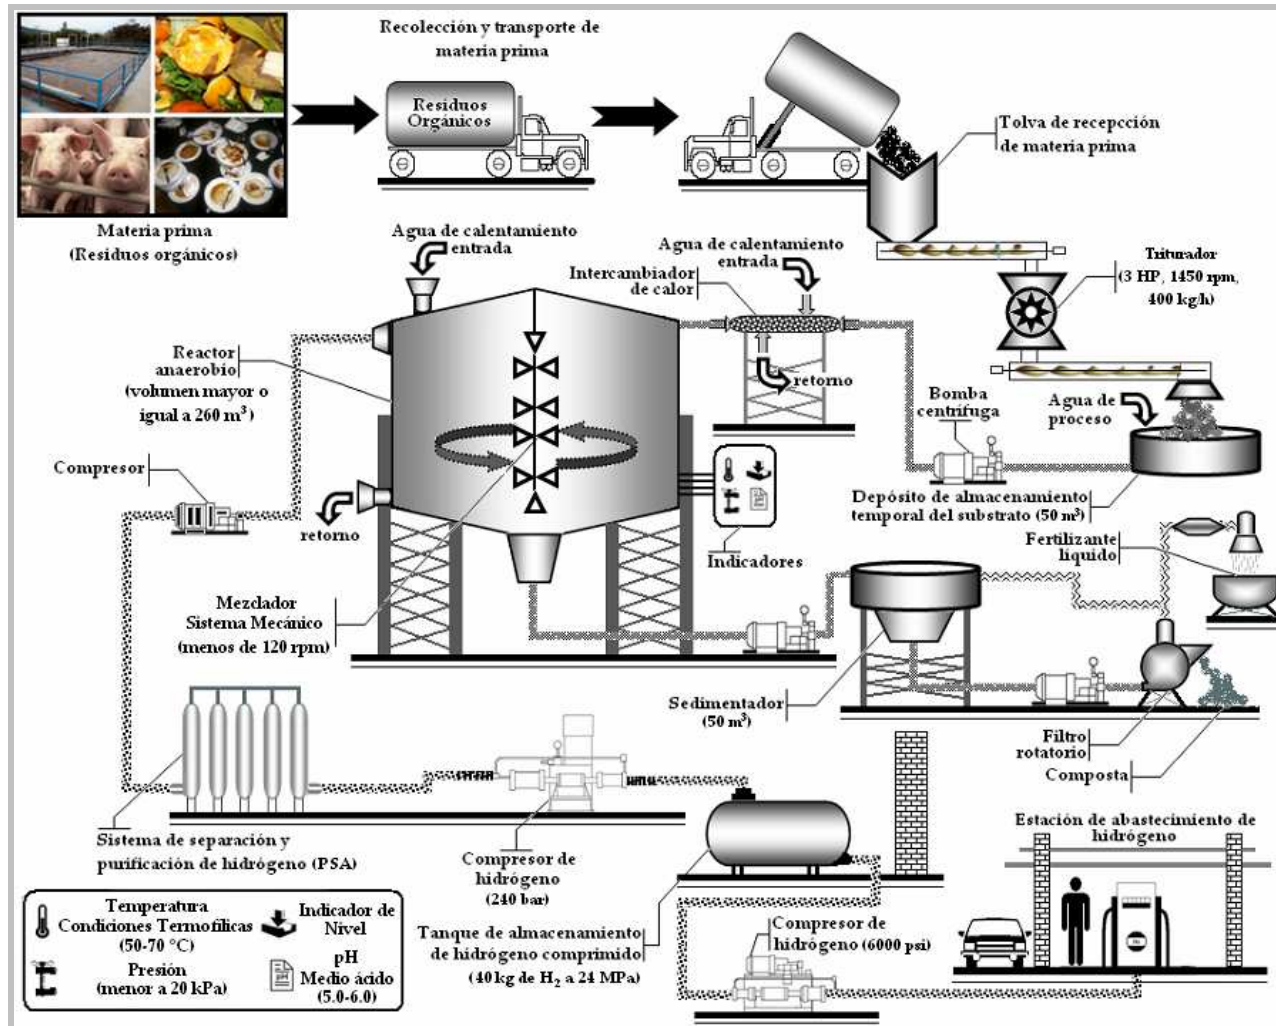 Recolección y transporte de
materia prima
Residuos
Orgánicos
Tolva de recepcción
de materia prima
Materia prima
(Residuos orgánicos)
Agua de calentamiento
entrada
Agua de calentamiento
entrada
Intercambiador
de calor
Triturador
(3 HP, 1450 rpm,
400 kg/h)
Reactor
anaerobio
(volumen mayor o
igual a 260 m³)
retorno
Bomba
centrífuga
Agua de
proceso
Compresor
retorno
Depósito de almacenamiento
temporal del substrato (50 m³)
Indicadores
Fertilizante
líquido
Mezclador
Sistema Mecánico
(menos de 120 rpm)
Sedimentador
(50 m³)
Filtro
rotatorio
Composta
Sistema de separación y
purificación de hidrógeno (PSA)
Compresor de
hidrógeno
(240 bar)
Estación de abastecimiento de
hidrógeno
Tanque de almacenamiento
de hidrógeno comprimido
(40 kg de H₂ a 24 MPa)
Compresor de
hidrógeno (6000 psi)
Temperatura
Condiciones Termofílicas
(50-70 °C)
Indicador de
Nivel
Presión
(menor a 20 kPa)
pH
pH
Medio ácido
(5.0-6.0)